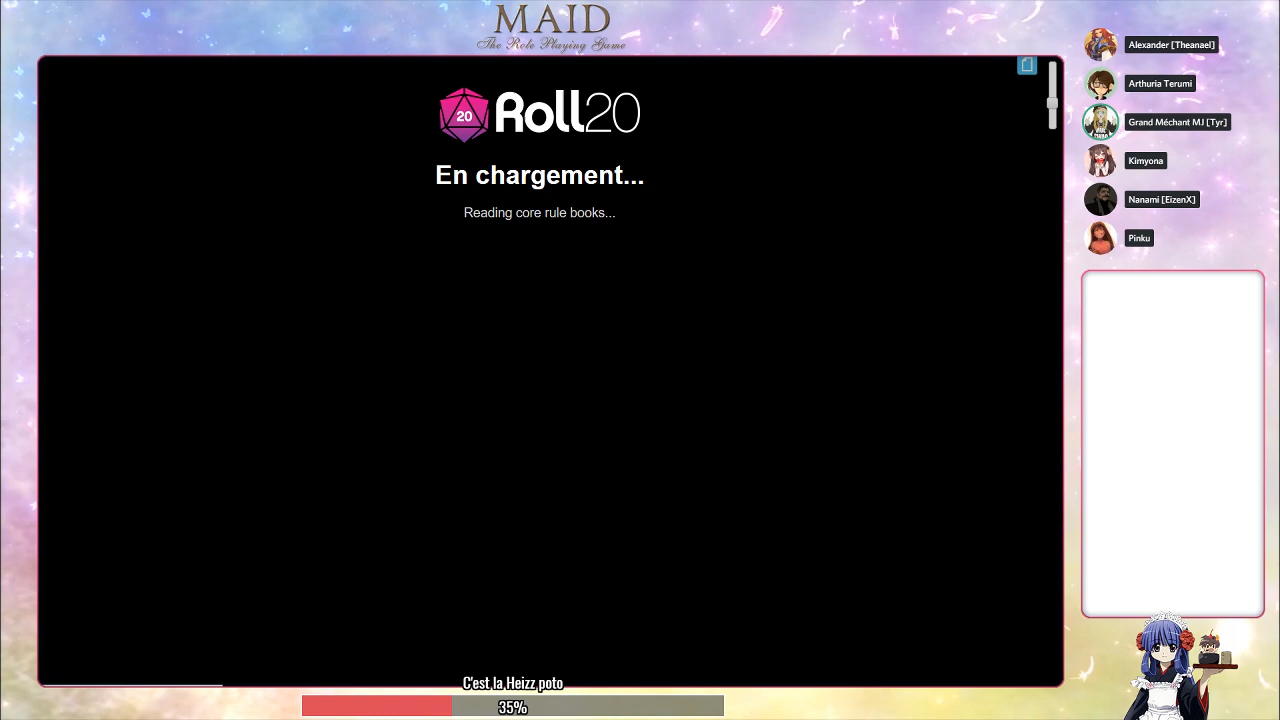 MAID
The Role Playing Game
20
Roll20
En chargement...
Reading core rule books...
Alexander [Theanael]
Arthuria Terumi
Grand Méchant MJ [Tyr]
Kimyona
Nanami [EizenX]
Pinku
C'est la Heizz poto
35%